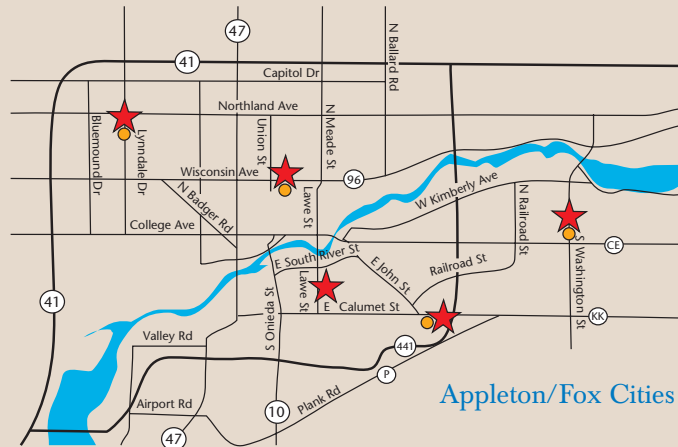 47
41
N Ballard Rd
Capitol Dr
Northland Ave
Bluemound Dr
Lynndale Dr
Union St
N Meade St
Wisconsin Ave
96
N Badger Rd
Lawe St
W Kimberly Ave
College Ave
N Railroad St
S Washington St
CE
E South River St
E John St
Railroad St
41
S Oniepa St
Lawe St
E Calumet St
KK
Valley Rd
441
P
Plank Rd
Airport Rd
10
47
Appleton/Fox Cities